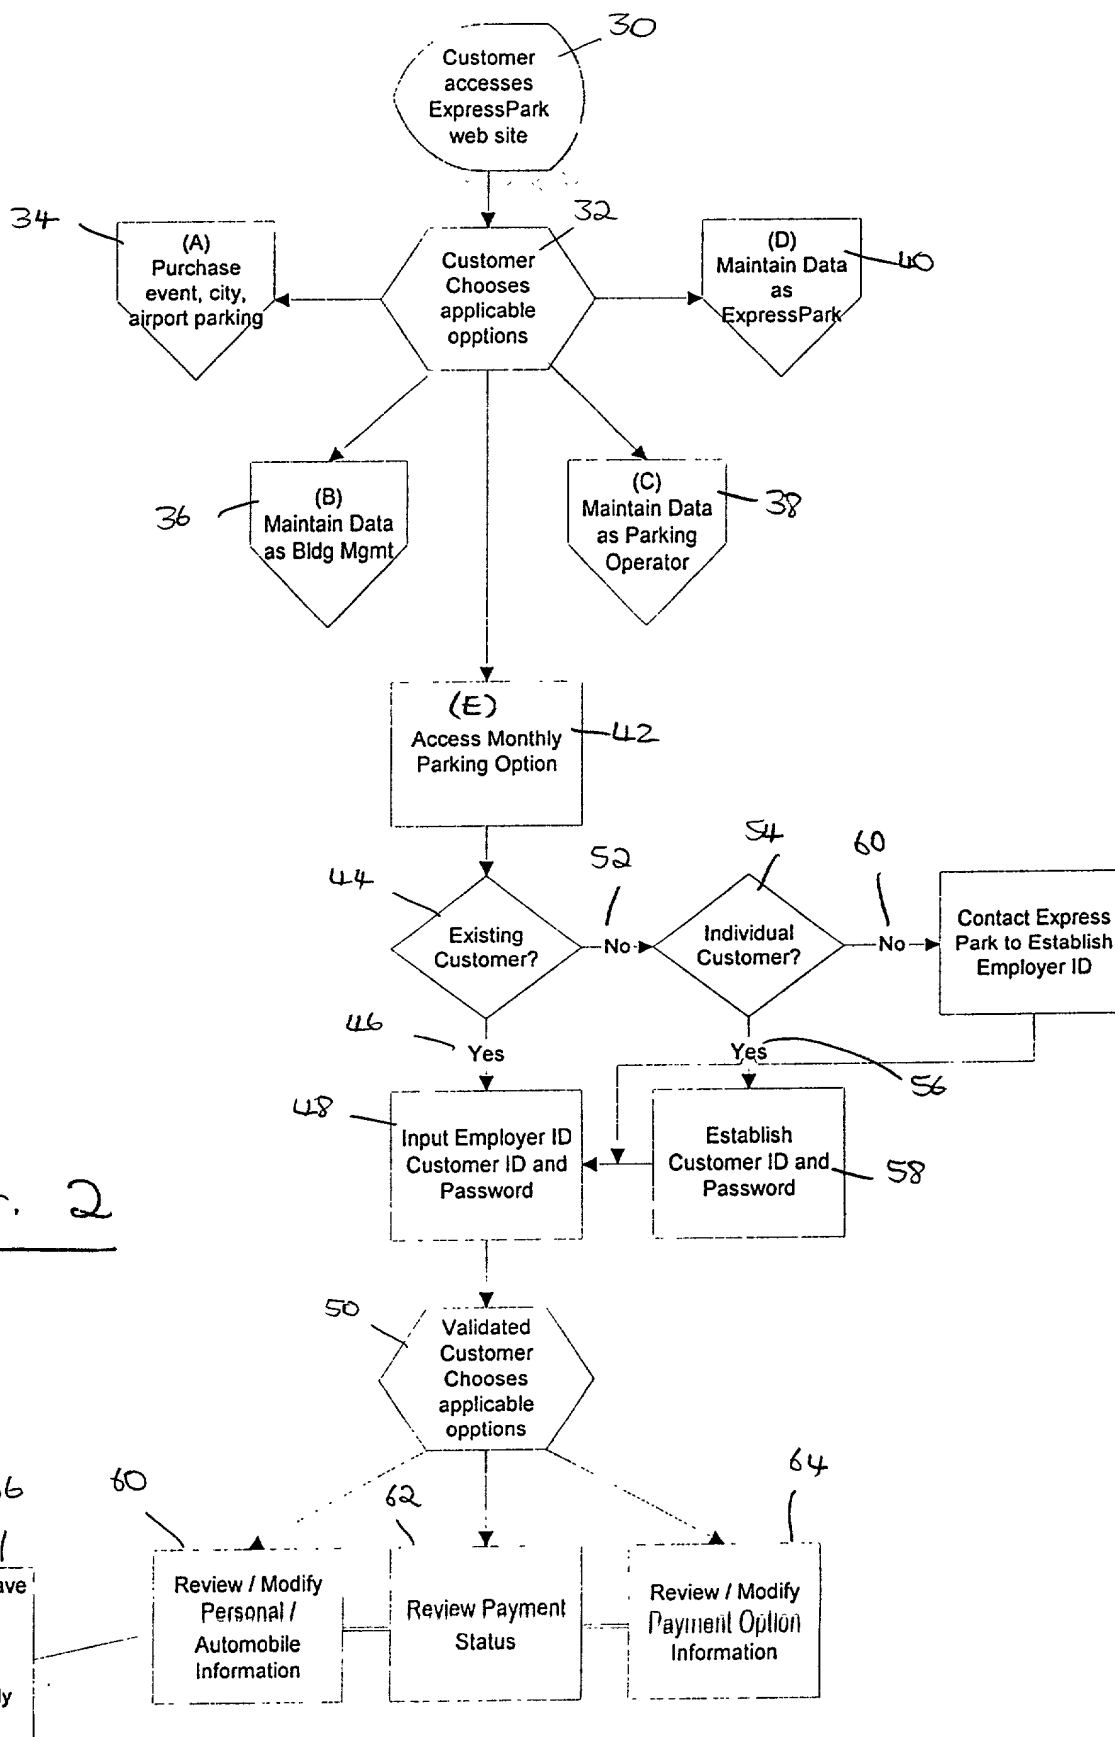 30
Customer
accesses
ExpressPark
web site
34
(A)
Purchase
event, city,
airport parking
32
Customer
Chooses
applicable
opptions
(D)
Maintain Data
as
ExpressPark
40
36
(B)
Maintain Data
as Bldg Mgmt
(C)
Maintain Data
as Parking
Operator
38
(E)
Access Monthly
Parking Option
42
44
Existing
Customer?
52
No
54
Individual
Customer?
60
No
Contact Express
Park to Establish
Employer ID
46
Yes
Yes
56
48
Input Employer ID
Customer ID and
Password
Establish
Customer ID and
Password
58
. 2
50
Validated
Customer
Chooses
applicable
opptions
6
60
Review / Modify
Personal /
Automobile
Information
62
Review Payment
Status
64
Review / Modify
Payment Option
Information